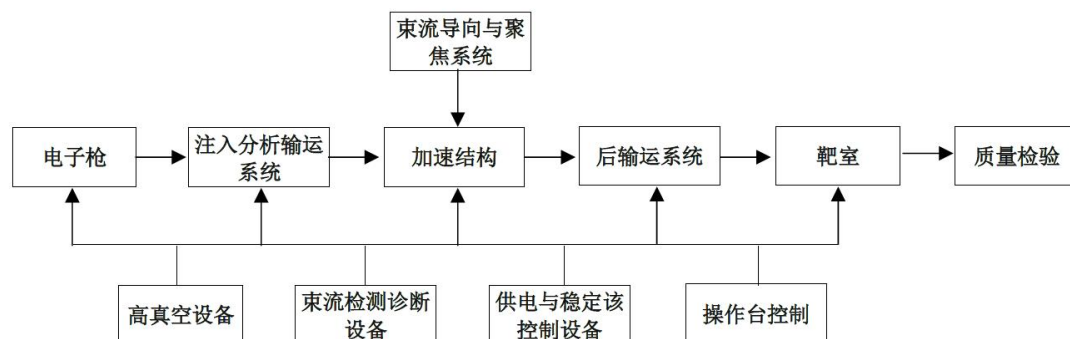 束流导向与聚
焦系统
电子枪
注入分析输运
系统
加速结构
后输运系统
靶室
质量检验
高真空设备
束流检测诊断
设备
供电与稳定该
控制设备
操作台控制